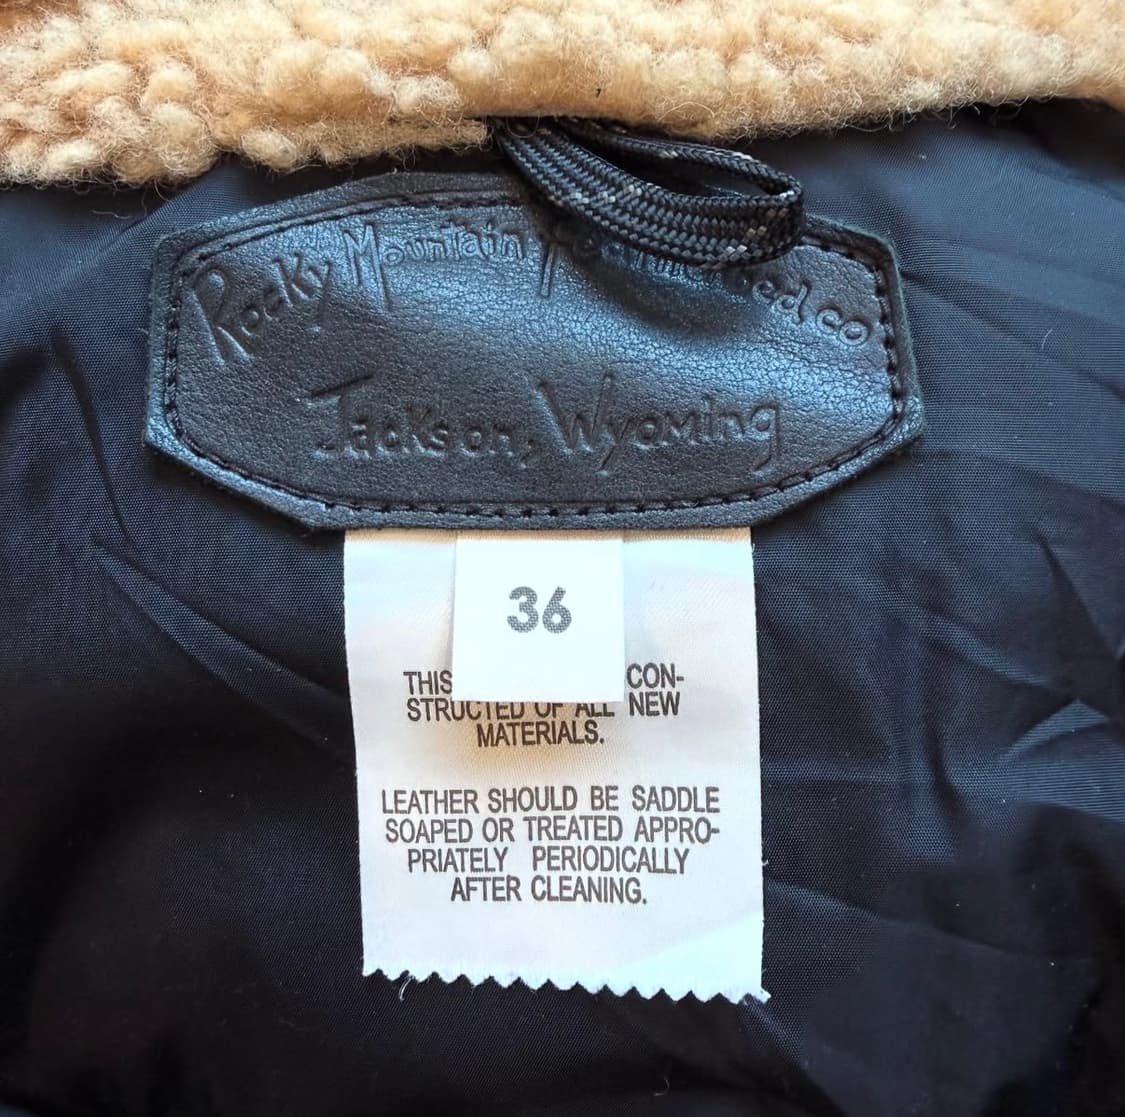 Rocky Mountain ed co
Jackson, Wyoming
36
THIS CON-
STRUCTED OF ALL NEW
MATERIALS.
LEATHER SHOULD BE SADDLE
SOAPED OR TREATED APPRO-
PRIATELY PERIODICALLY
AFTER CLEANING.